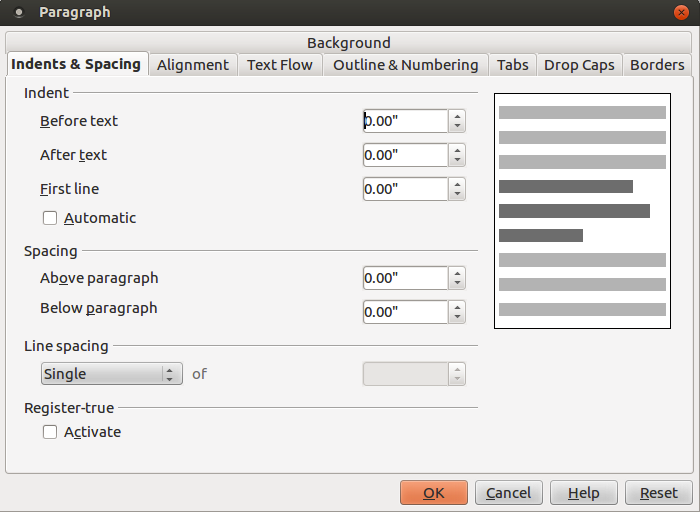 Paragraph
Background
Indents & Spacing Alignment Text Flow Outline & Numbering Tabs Drop Caps Borders
Indent
Before text 0.00"
After text 0.00"
First line 0.00"
Automatic
Spacing
Above paragraph 0.00"
Below paragraph 0.00"
Line spacing
Single of
Register-true
Activate
OK Cancel Help Reset